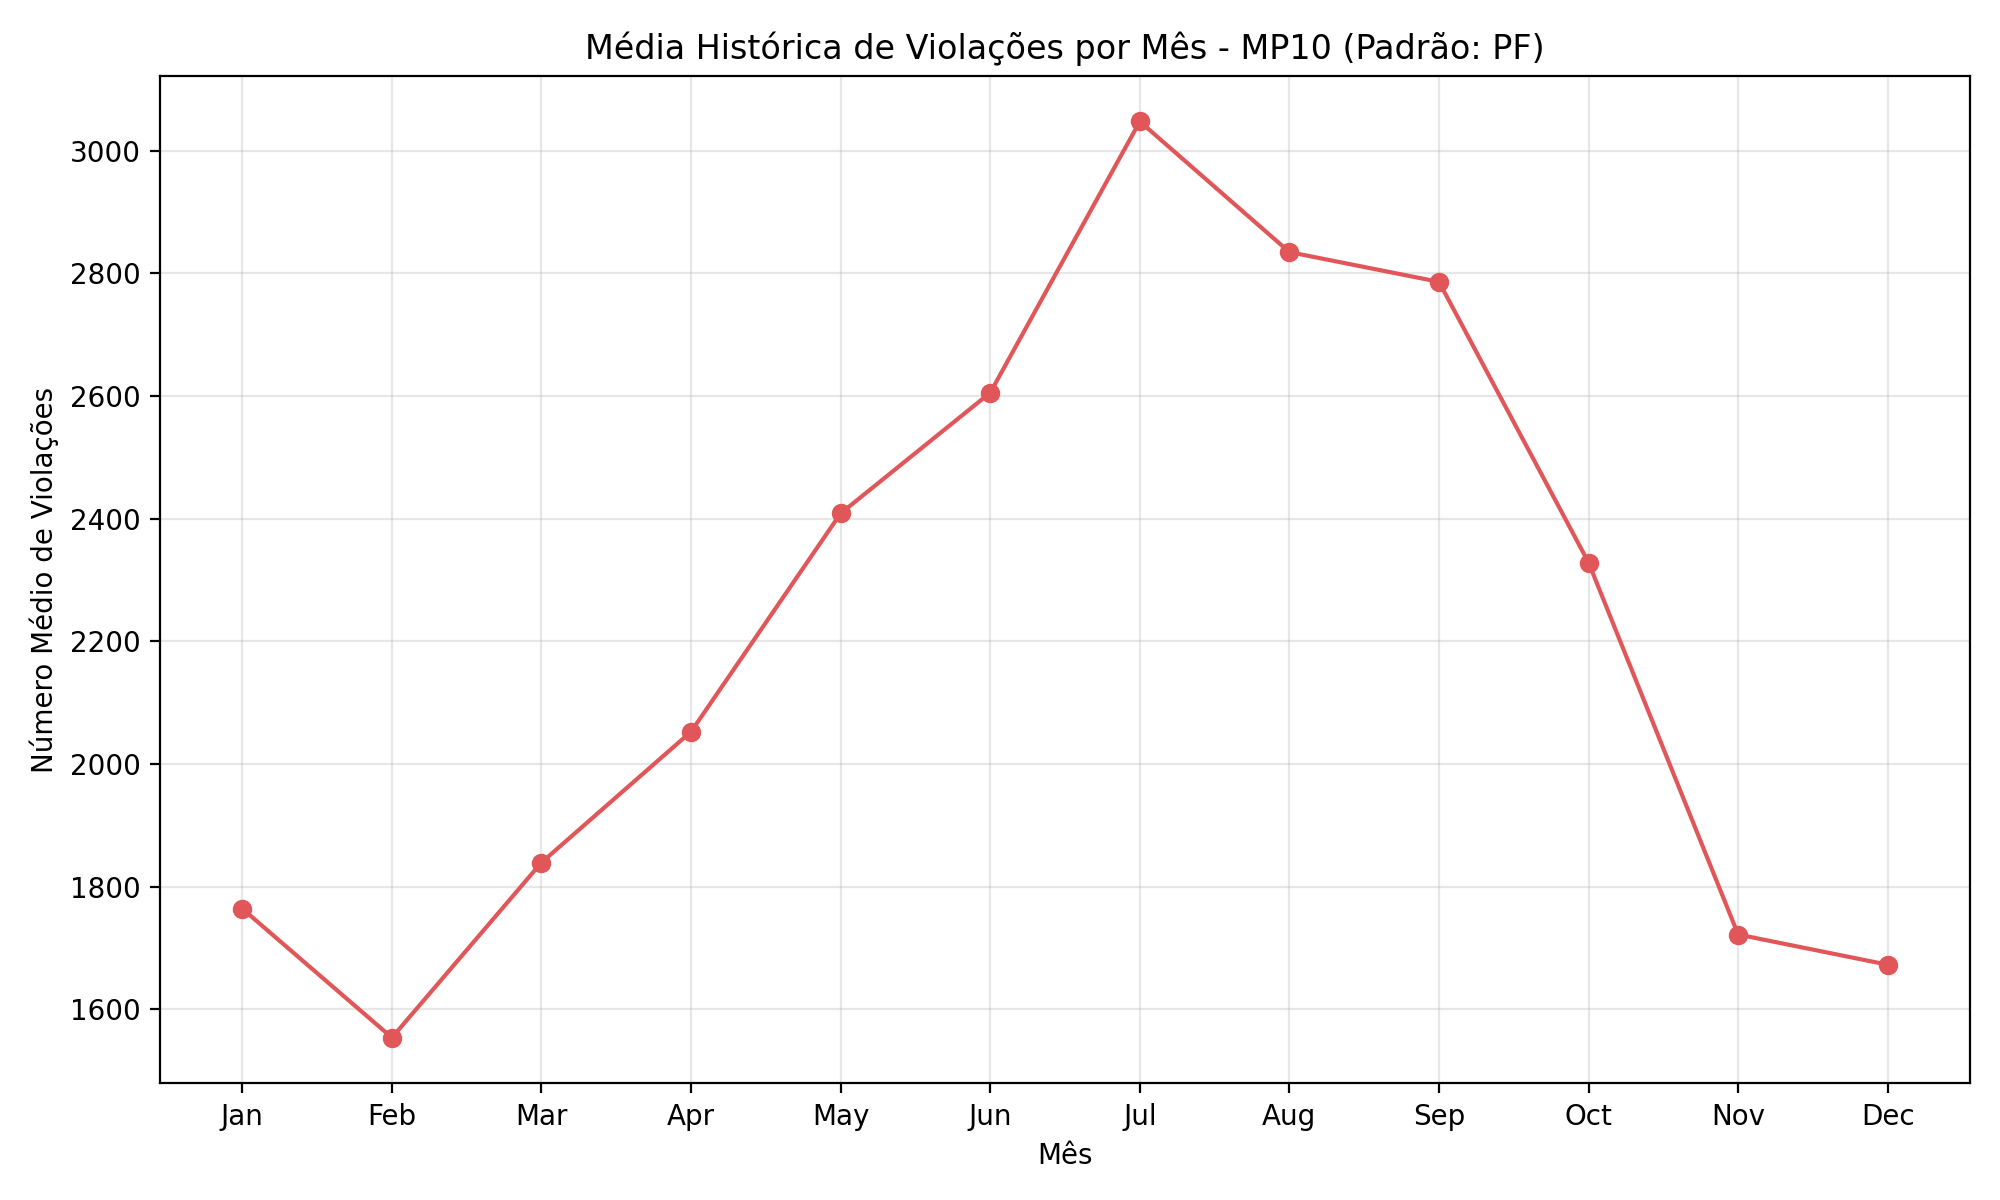 Média Histórica de Violações por Mês - MP10 (Padrão: PF)
Número Médio de Violações
3000
2800
2600
2400
2200
2000
1800
1600
Jan Feb Mar Apr May Jun Jul Aug Sep Oct Nov Dec
Mês